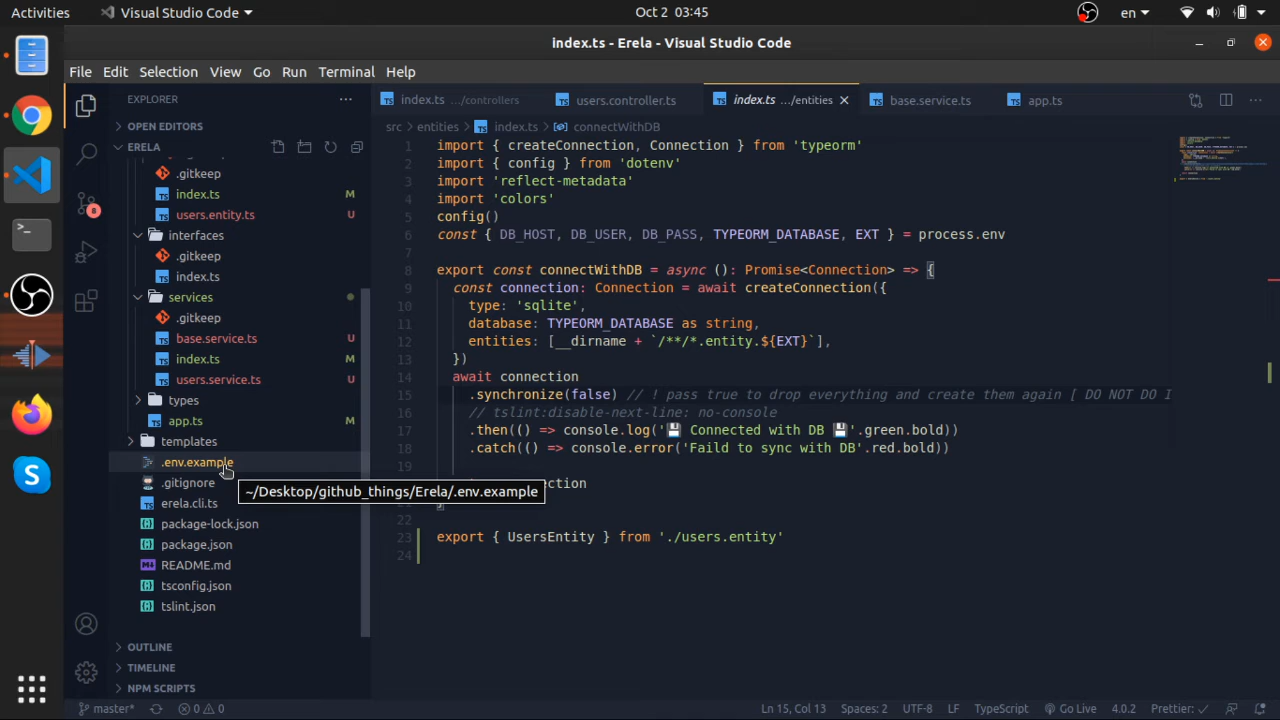 Activities
Visual Studio Code
Oct 2 03:45
en
index.ts - Erela - Visual Studio Code
File Edit Selection View Go Run Terminal Help
EXPLORER
index.ts .../controllers
users.controller.ts
index.ts .../entities
base.service.ts
app.ts
OPEN EDITORS
src entities index.ts connectWithDB
ERELA
.gitkeep
index.ts M
users.entity.ts U
interfaces
.gitkeep
index.ts
services
.gitkeep
base.service.ts U
index.ts M
users.service.ts U
types
app.ts M
templates
.env.example
.gitignore
erela.cli.ts
package-lock.json
package.json
README.md
tsconfig.json
tslint.json
OUTLINE
TIMELINE
NPM SCRIPTS
8
~/Desktop/github_things/Erela/.env.example
1 import { createConnection, Connection } from 'typeorm'
2 import { config } from 'dotenv'
3 import 'reflect-metadata'
4 import 'colors'
5 config()
6 const { DB_HOST, DB_USER, DB_PASS, TYPEORM_DATABASE, EXT } = process.env
7
8 export const connectWithDB = async (): Promise<Connection> => {
9 const connection: Connection = await createConnection({
10 type: 'sqlite',
11 database: TYPEORM_DATABASE as string,
12 entities: [__dirname + `/**/*.entity.${EXT}`],
13 })
14 await connection
15 .synchronize(false) // ! pass true to drop everything and create them again [ DO NOT DO I
16 // tslint:disable-next-line: no-console
17 .then(() => console.log('💾 Connected with DB 💾'.green.bold))
18 .catch(() => console.error('Faild to sync with DB'.red.bold))
19
nection
22
23 export { UsersEntity } from './users.entity'
24
master* 0 0
Ln 15, Col 13 Spaces: 2 UTF-8 LF TypeScript Go Live 4.0.2 Prettier: ✓